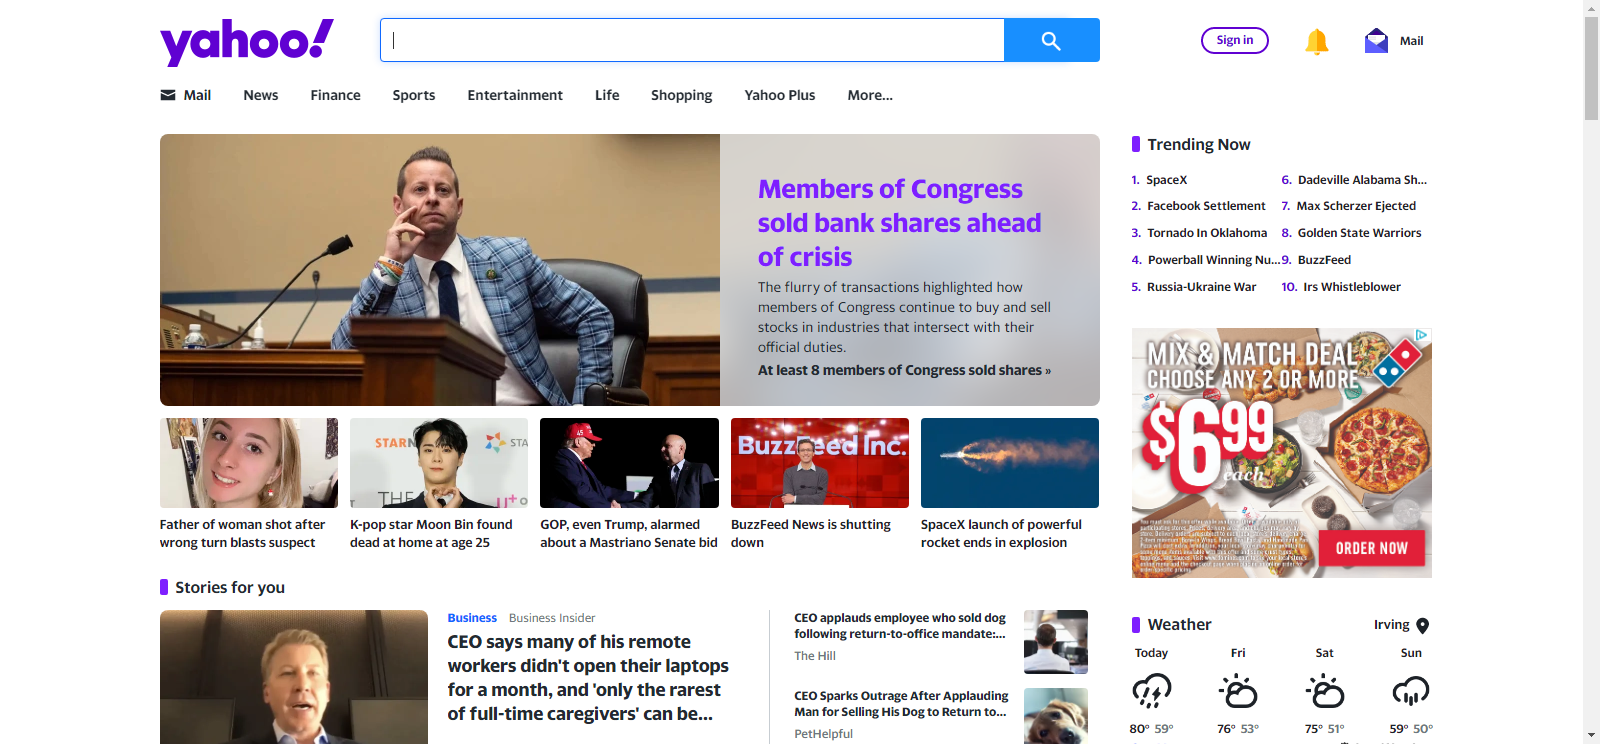 yahoo!
Sign in
Mail
Mail
News
Finance
Sports
Entertainment
Life
Shopping
Yahoo Plus
More...
Members of Congress
sold bank shares ahead
of crisis
The flurry of transactions highlighted how
members of Congress continue to buy and sell
stocks in industries that intersect with their
official duties.
At least 8 members of Congress sold shares »
STARN
STA
THE
U+
45
BuzzFeed Inc.
Father of woman shot after
wrong turn blasts suspect
K-pop star Moon Bin found
dead at home at age 25
GOP, even Trump, alarmed
about a Mastriano Senate bid
BuzzFeed News is shutting
down
SpaceX launch of powerful
rocket ends in explosion
Stories for you
Business Business Insider
CEO says many of his remote
workers didn't open their laptops
for a month, and 'only the rarest
of full-time caregivers' can be...
CEO applauds employee who sold dog
following return-to-office mandate:...
The Hill
CEO Sparks Outrage After Applauding
Man for Selling His Dog to Return to...
PetHelpful
Trending Now
1. SpaceX
2. Facebook Settlement
3. Tornado In Oklahoma
4. Powerball Winning Nu...
5. Russia-Ukraine War
6. Dadeville Alabama Sh...
7. Max Scherzer Ejected
8. Golden State Warriors
9. BuzzFeed
10. Irs Whistleblower
MIX & MATCH DEAL
CHOOSE ANY 2 OR MORE
$6.99
each
ORDER NOW
Weather
Irving
Today
Fri
Sat
Sun
80° 59°
76° 53°
75° 51°
59° 50°